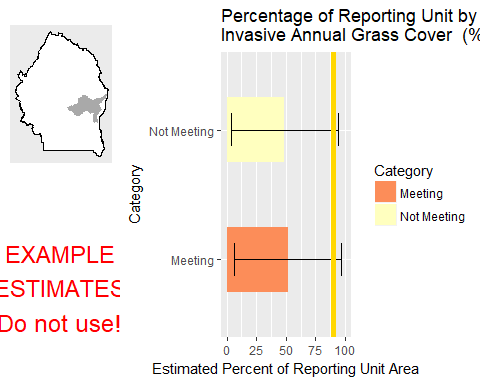 Percentage of Reporting Unit by
Invasive Annual Grass Cover (%
Category
Not Meeting
Meeting
0 25 50 75 100
Estimated Percent of Reporting Unit Area
Category
Meeting
Not Meeting
EXAMPLE
ESTIMATES
Do not use!